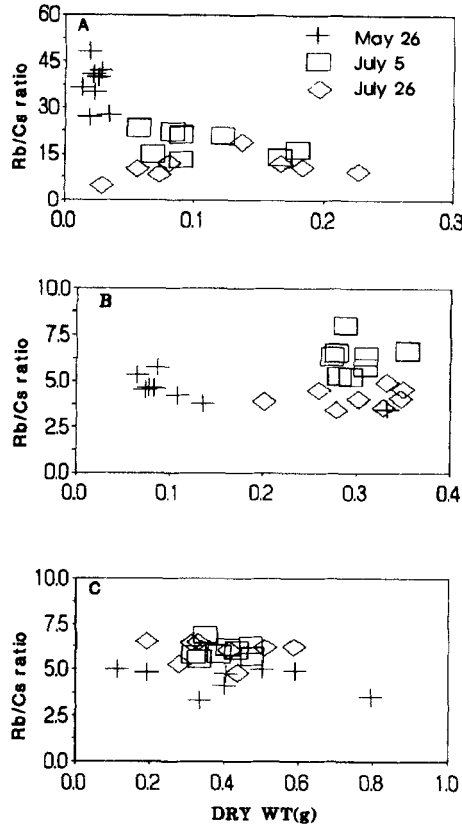 60
A
May 26
July 5
July 26
45
30
15
0
Rb/Cs ratio
0.0 0.1 0.2 0.3
10.0
B
7.5
5.0
2.5
0.0
Rb/Cs ratio
0.0 0.1 0.2 0.3 0.4
10.0
C
7.5
5.0
2.5
0.0
Rb/Cs ratio
0.0 0.2 0.4 0.6 0.8 1.0
DRY WT(g)